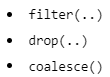 • filter(..)
• drop(..)
• coalesce()